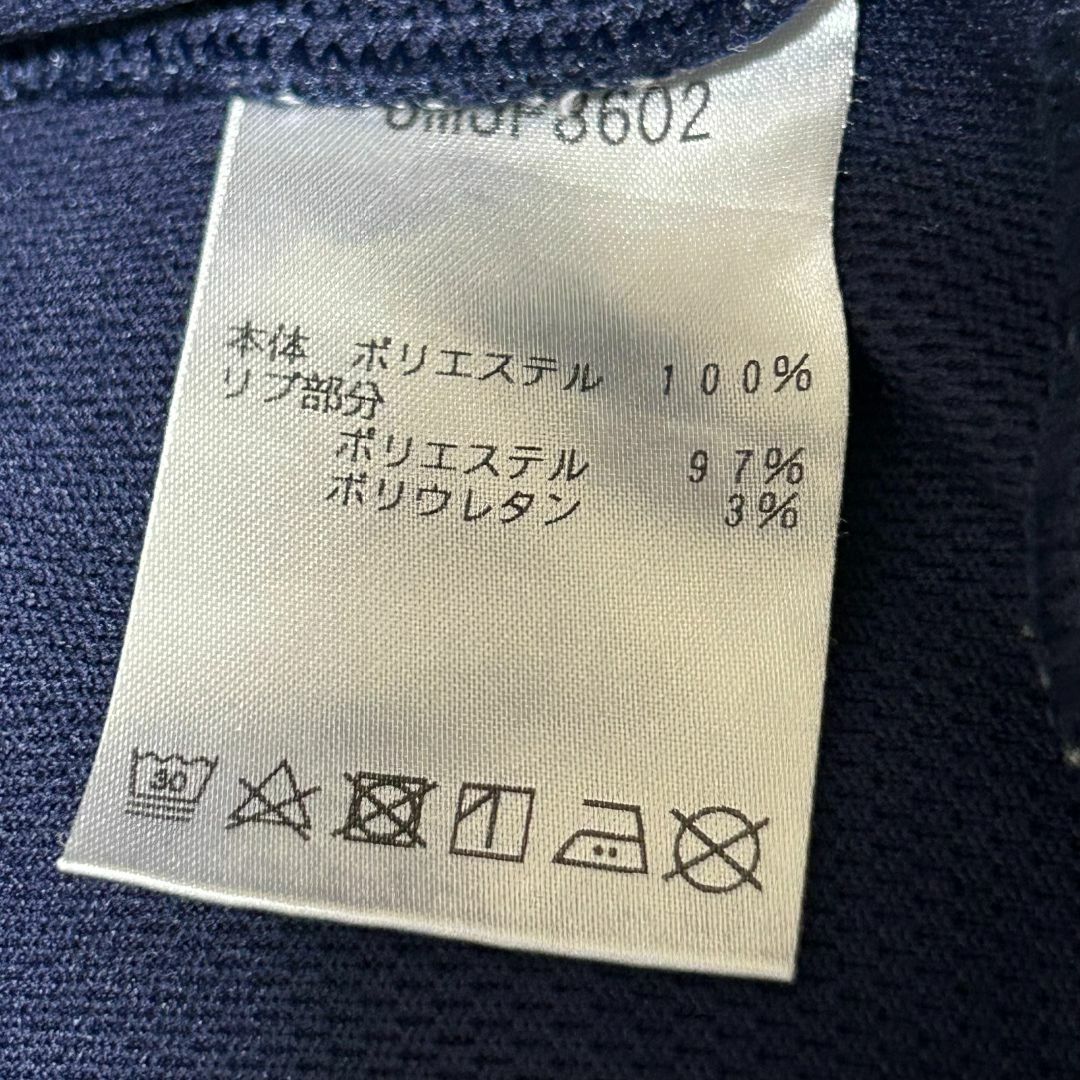 本体 ポリエステル 100%
リブ部分
ポリエステル 97%
ポリウレタン 3%
30